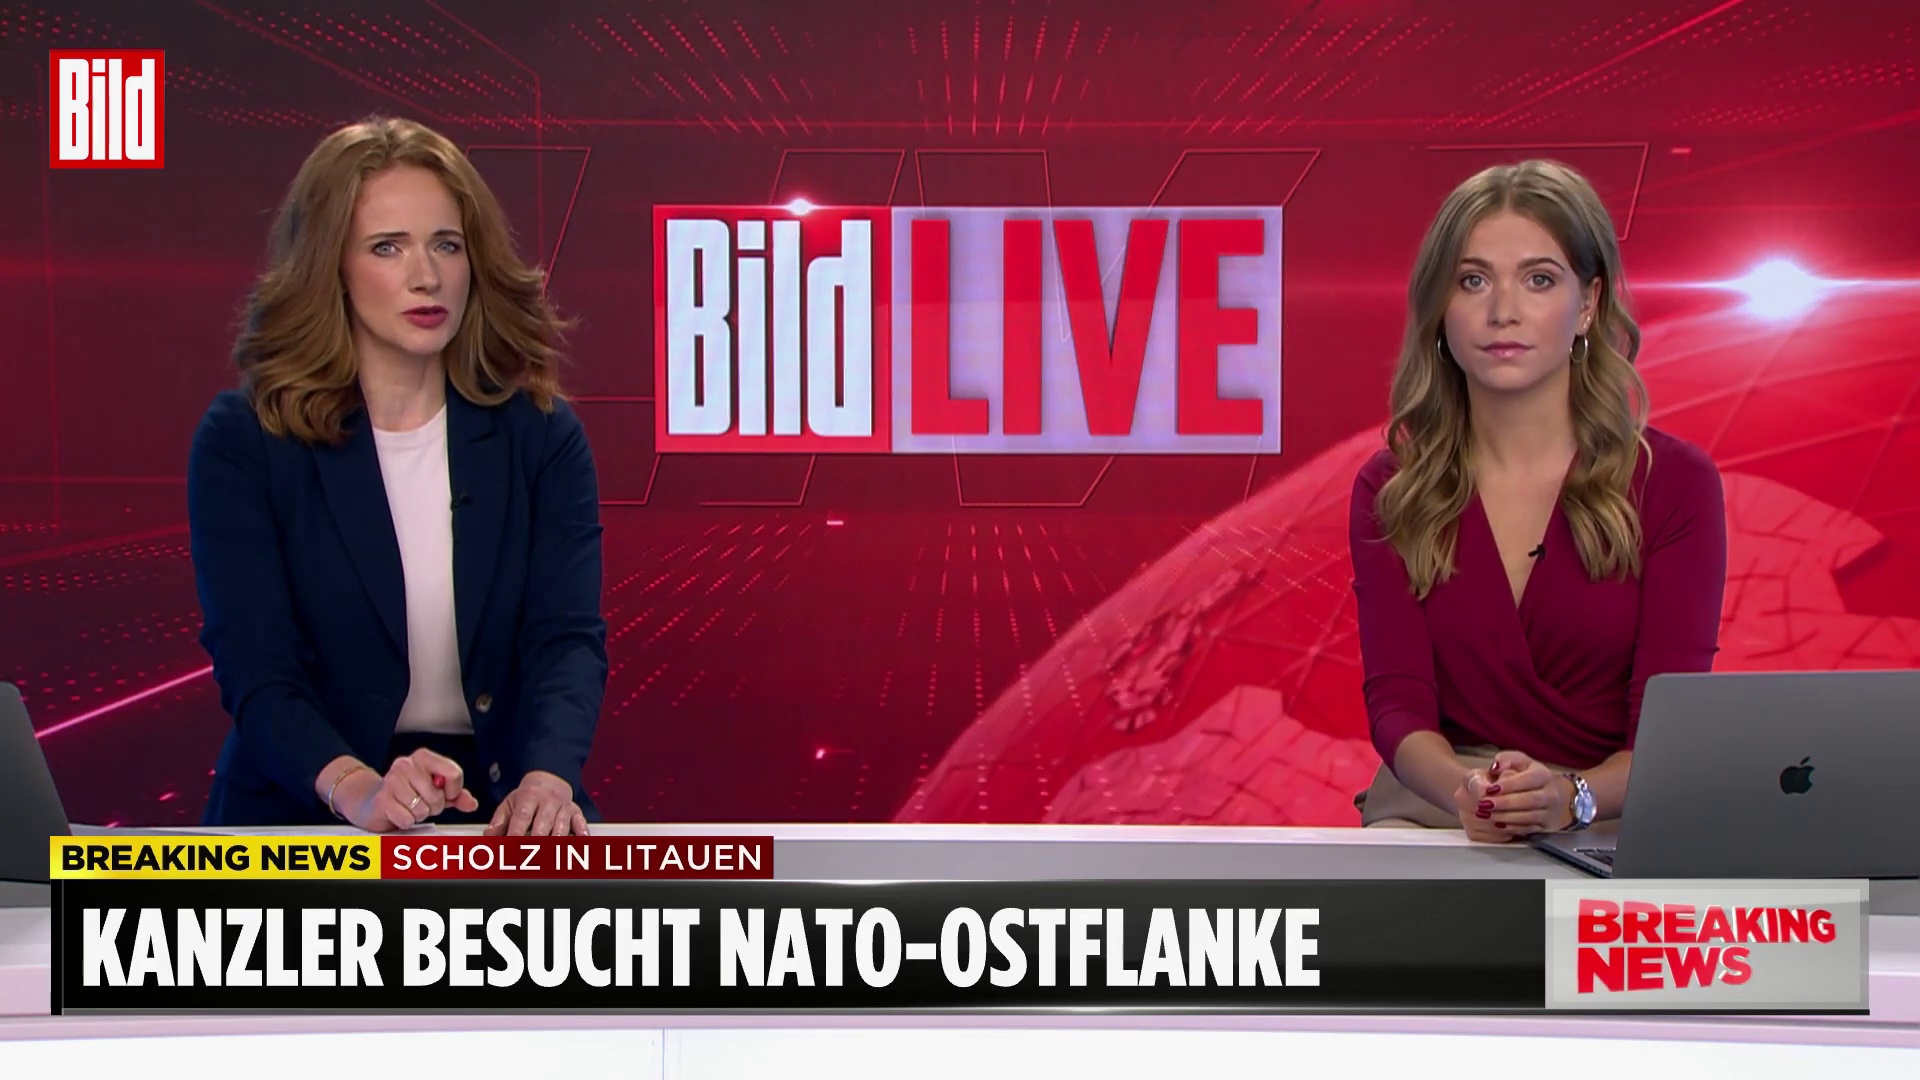 Bild
Bild LIVE
BREAKING NEWS SCHOLZ IN LITAUEN
KANZLER BESUCHT NATO-OSTFLANKE
BREAKING
NEWS